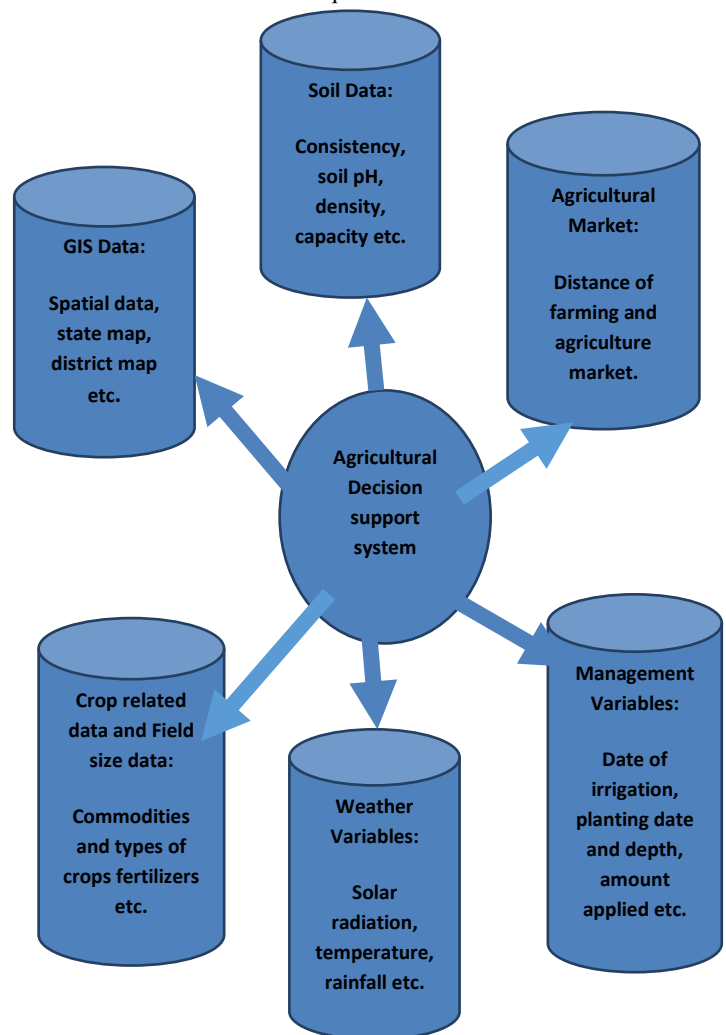 Soil Data:
Consistency,
soil pH,
density,
capacity etc.
Agricultural
Market:
Distance of
farming and
agriculture
market.
GIS Data:
Spatial data,
state map,
district map
etc.
Agricultural
Decision
support
system
Crop related
data and Field
size data:
Commodities
and types of
crops fertilizers
etc.
Weather
Variables:
Solar
radiation,
temperature,
rainfall etc.
Management
Variables:
Date of
irrigation,
planting date
and depth,
amount
applied etc.